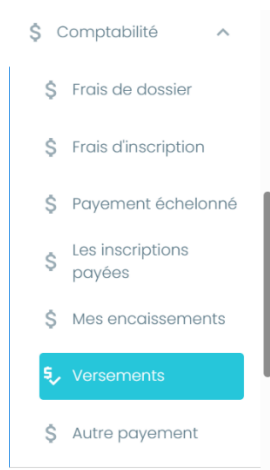 Comptabilité
Frais de dossier
Frais d'inscription
Payement échelonné
Les inscriptions
payées
Mes encaissements
Versements
Autre payement